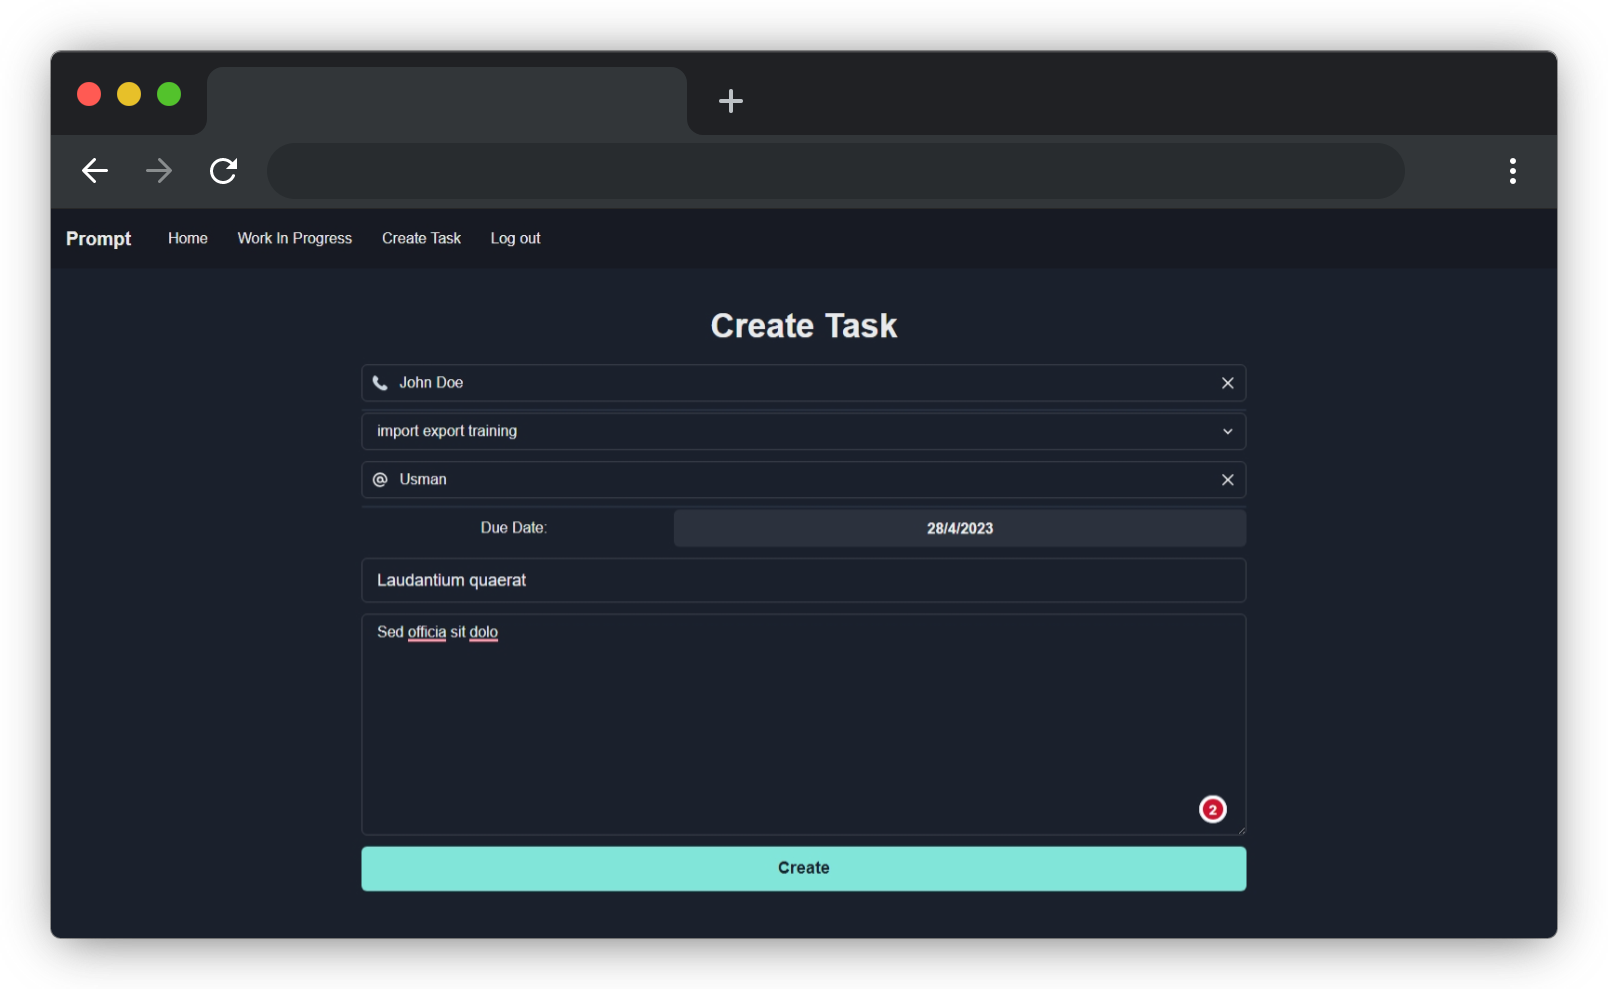 Prompt Home Work In Progress Create Task Log out
Create Task
John Doe
import export training
@ Usman
Due Date: 28/4/2023
Laudantium quaerat
Sed officia sit dolo
2
Create